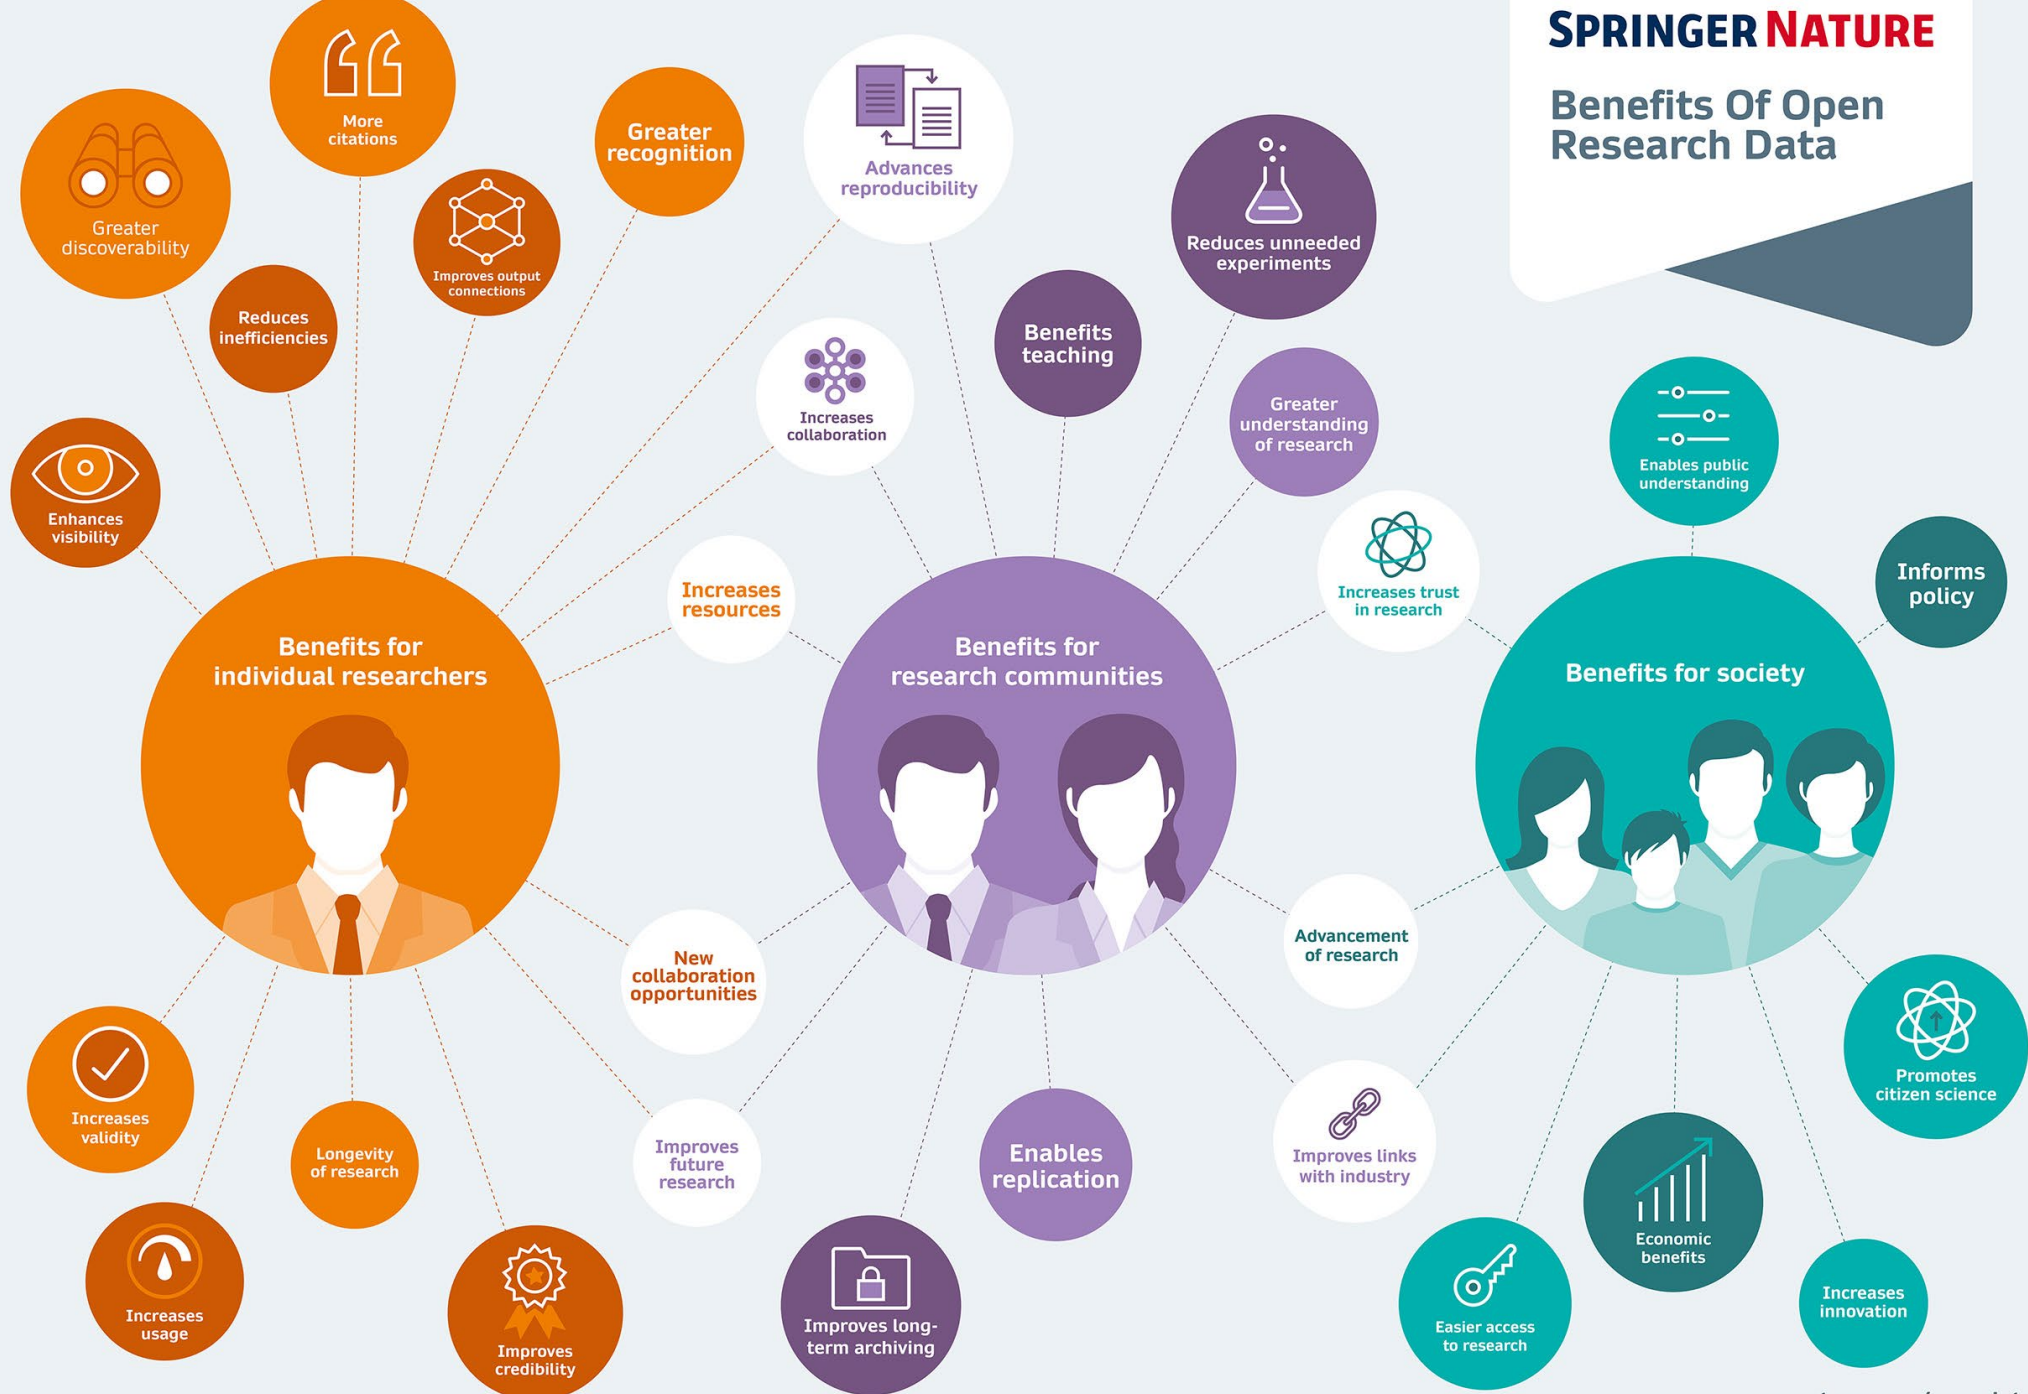 SPRINGER NATURE
Benefits Of Open
Research Data
More
citations
Greater
recognition
Advances
reproducibility
Greater
discoverability
Improves output
connections
Reduces unneeded
experiments
Reduces
inefficiencies
Benefits
teaching
Increases
collaboration
Greater
understanding
of research
Enables public
understanding
Enhances
visibility
Increases
resources
Increases trust
in research
Informs
policy
Benefits for
individual researchers
Benefits for
research communities
Benefits for society
New
collaboration
opportunities
Advancement
of research
Increases
validity
Longevity
of research
Improves
future
research
Enables
replication
Improves links
with industry
Promotes
citizen science
Increases
usage
Improves
credibility
Improves long-
term archiving
Easier access
to research
Economic
benefits
Increases
innovation